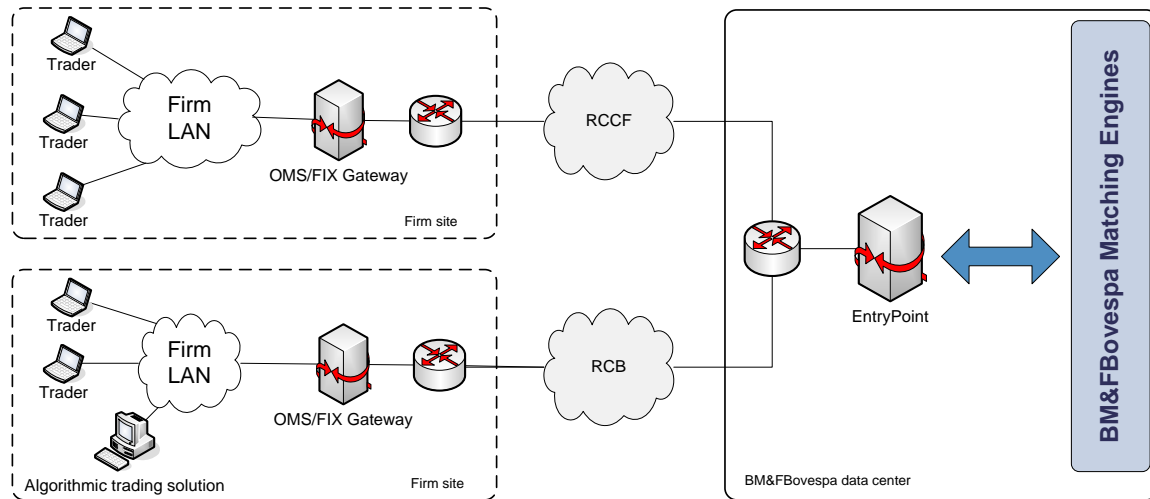 Trader
Trader
Trader
Firm
LAN
OMS/FIX Gateway
Firm site
RCCF
Trader
Trader
Algorithmic trading solution
Firm
LAN
OMS/FIX Gateway
Firm site
RCB
EntryPoint
BM&FBovespa data center
BM&FBovespa Matching Engines